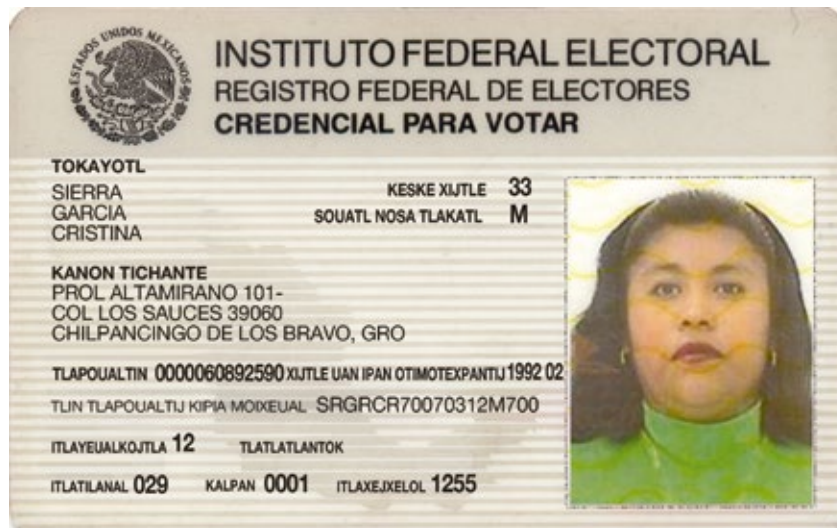 ESTADOS UNIDOS MEXICANOS
INSTITUTO FEDERAL ELECTORAL
REGISTRO FEDERAL DE ELECTORES
CREDENCIAL PARA VOTAR
TOKAYOTL
SIERRA KESKE XIJTLE 33
GARCIA SOUATL NOSA TLAKATL M
CRISTINA
KANON TICHANTE
PROL ALTAMIRANO 101-
COL LOS SAUCES 39060
CHILPANCINGO DE LOS BRAVO, GRO
TLAPOUALTIN 0000060892590 XIJTLE UAN IPAN OTIMOTEXPANTIJ 1992 02
TLIN TLAPOUALTIJ KIPIA MOIXEUAL SRGRCR70070312M700
ITLAYEUALKOJTLA 12 TLATLATLANTOK
ITLATILANAL 029 KALPAN 0001 ITLAXEJXELOL 1255